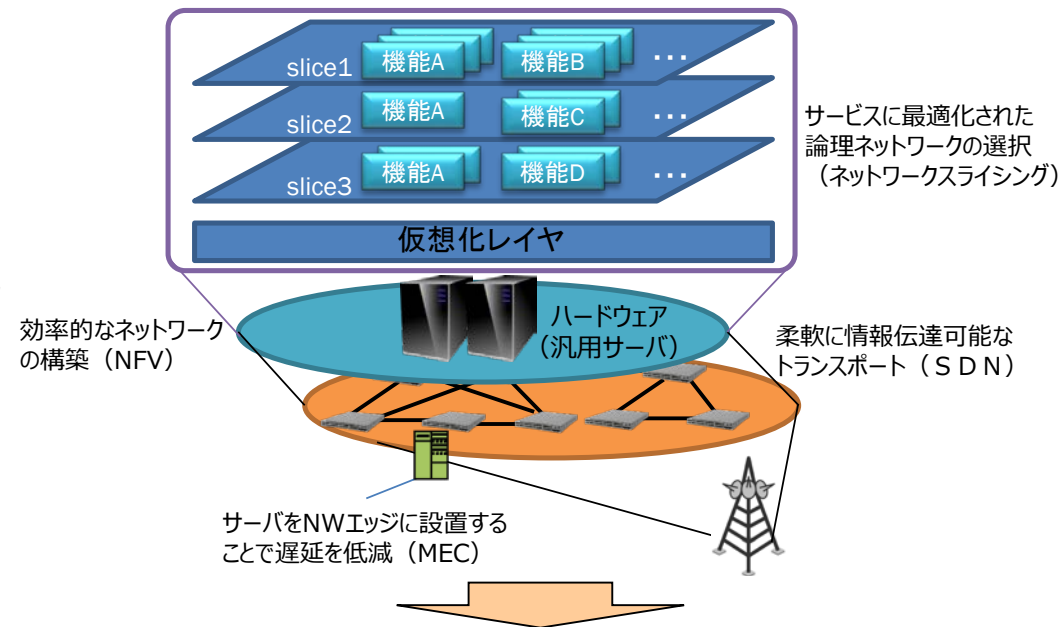 slice1 機能A 機能B ･･･
slice2 機能A 機能C ･･･
slice3 機能A 機能D ･･･
仮想化レイヤ
サービスに最適化された
論理ネットワークの選択
（ネットワークスライシング）
ハードウェア
（汎用サーバ）
効率的なネットワーク
の構築（NFV）
柔軟に情報伝達可能な
トランスポート（ＳＤＮ）
サーバをNWエッジに設置する
ことで遅延を低減（MEC）